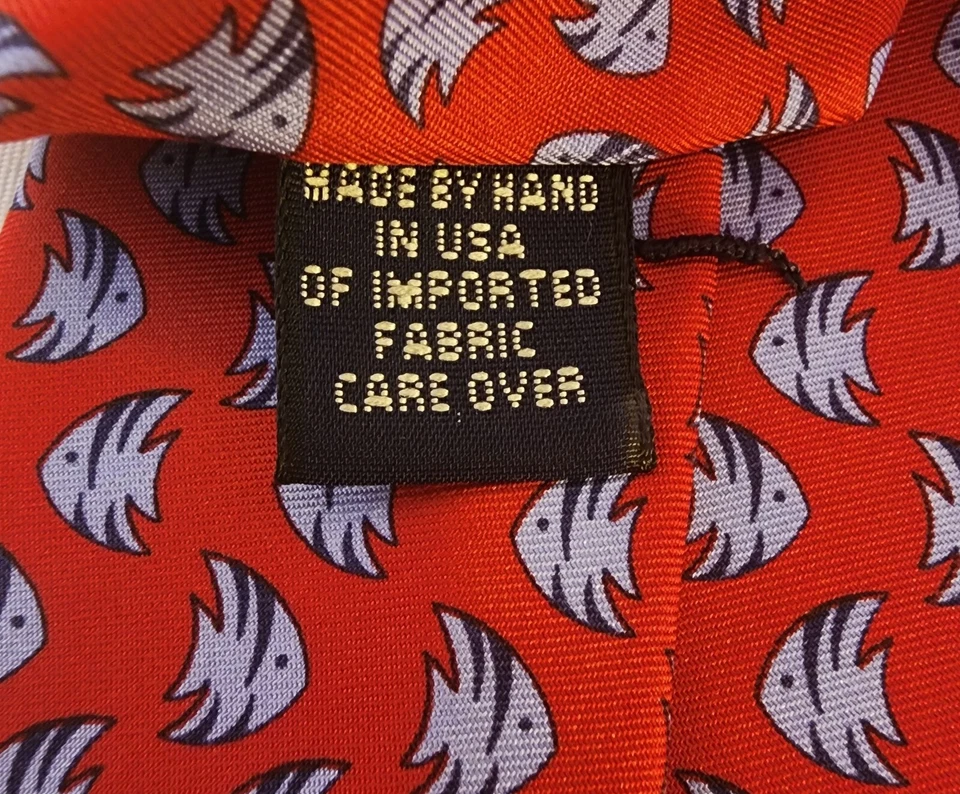 MADE BY HAND
IN USA
OF IMPORTED
FABRIC
CARE OVER